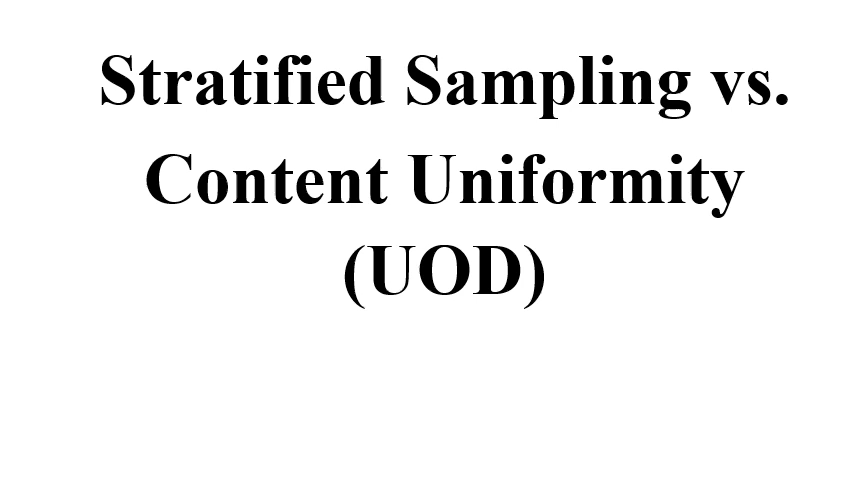 Stratified Sampling vs.
Content Uniformity
(UOD)